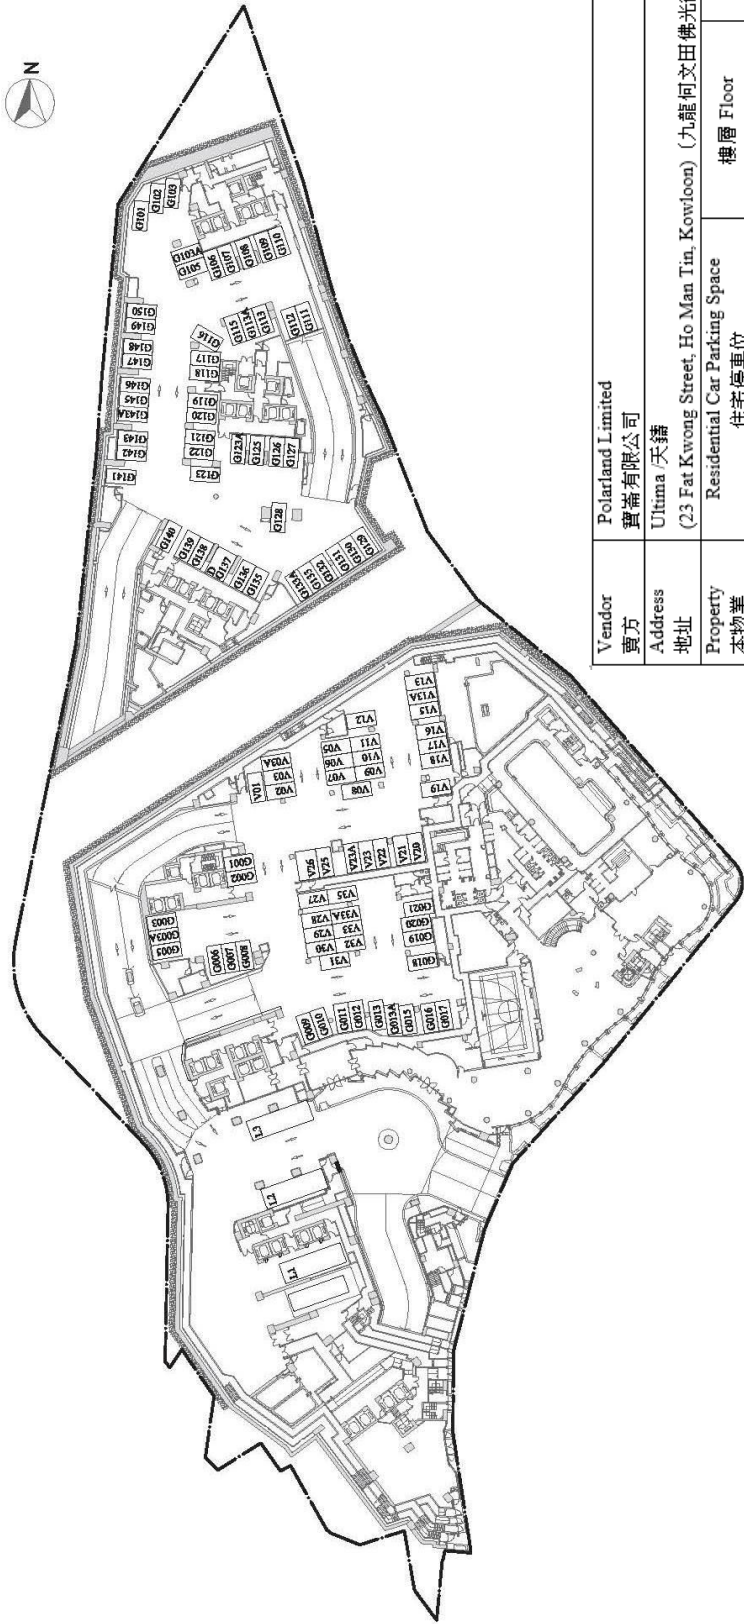 N
G101
G102
G103
G103A
G105
G106
G107
G108
G109
G110
G111
G112
G113
G113A
G115
G116
G117
G118
G119
G120
G121
G122
G123
G123A
G125
G126
G127
G128
G129
G130
G131
G132
G133
G133A
G135
G136
G137
D
G138
G139
G140
G141
G142
G143
G143A
G145
G146
G147
G148
G149
G150
V01
V02
V03
V03A
V05
V06
V07
V08
V09
V10
V11
V12
V13
V13A
V15
V16
V17
V18
V19
V20
V21
V22
V23
V23A
V25
V26
V27
V28
V29
V30
V31
V32
V33
V33A
V35
G001
G002
G003
G003A
G005
G006
G007
G008
G009
G010
G011
G012
G013
G013A
G015
G016
G017
G018
G019
G020
G021
L3
L2
L1
Vendor Polarland Limited
賣方 寶崙有限公司
Address Ultima /天鑄
地址 (23 Fat Kwong Street, Ho Man Tin, Kowloon) (九龍何文田佛光
Property Residential Car Parking Space 樓層 Floor
本物業 住宅停車位